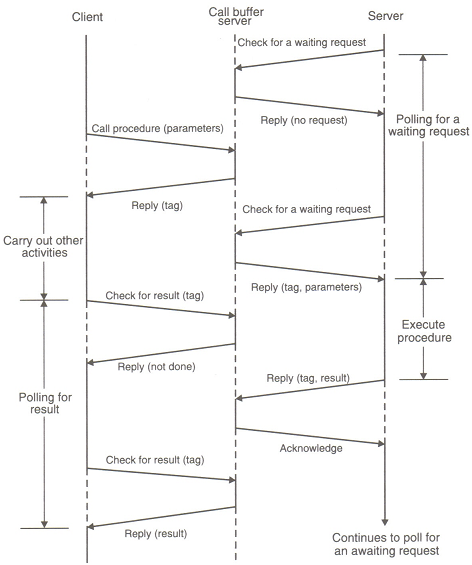 Client
Call buffer
server
Server
Check for a waiting request
Reply (no request)
Polling for a
waiting request
Call procedure (parameters)
Reply (tag)
Check for a waiting request
Carry out other
activities
Reply (tag, parameters)
Check for result (tag)
Execute
procedure
Reply (not done)
Reply (tag, result)
Polling for
result
Acknowledge
Check for result (tag)
Reply (result)
Continues to poll for
an awaiting request